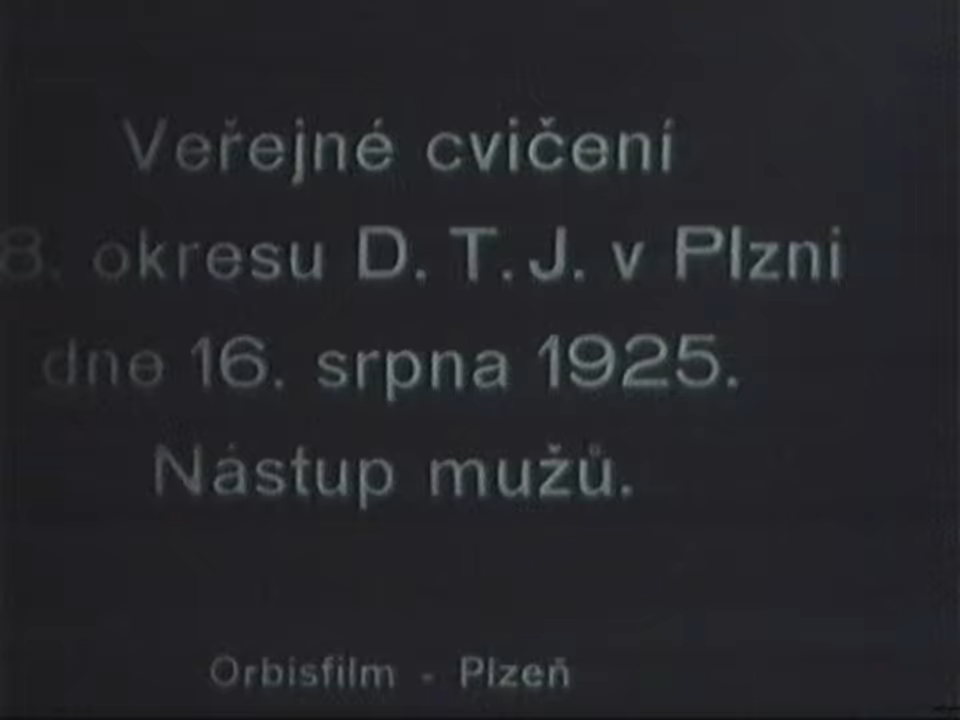 Veřejné cvičení
8. okresu D. T. J. v Plzni
dne 16. srpna 1925.
Nástup mužů.
Orbisfilm - Plzeň